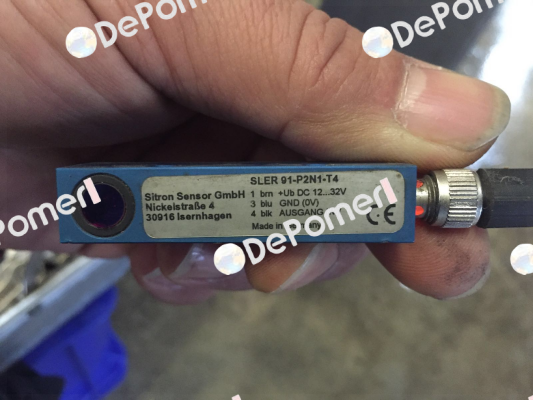 DePomerl
DePomerl
SLER 91-P2N1-T4
Sitron Sensor GmbH
Nickelstraße 4
30916 Isernhagen
1 brn +Ub DC 12...32V
3 blu GND (0V)
4 blk AUSGANG
Made in
CE
Pomerl
DePomerl